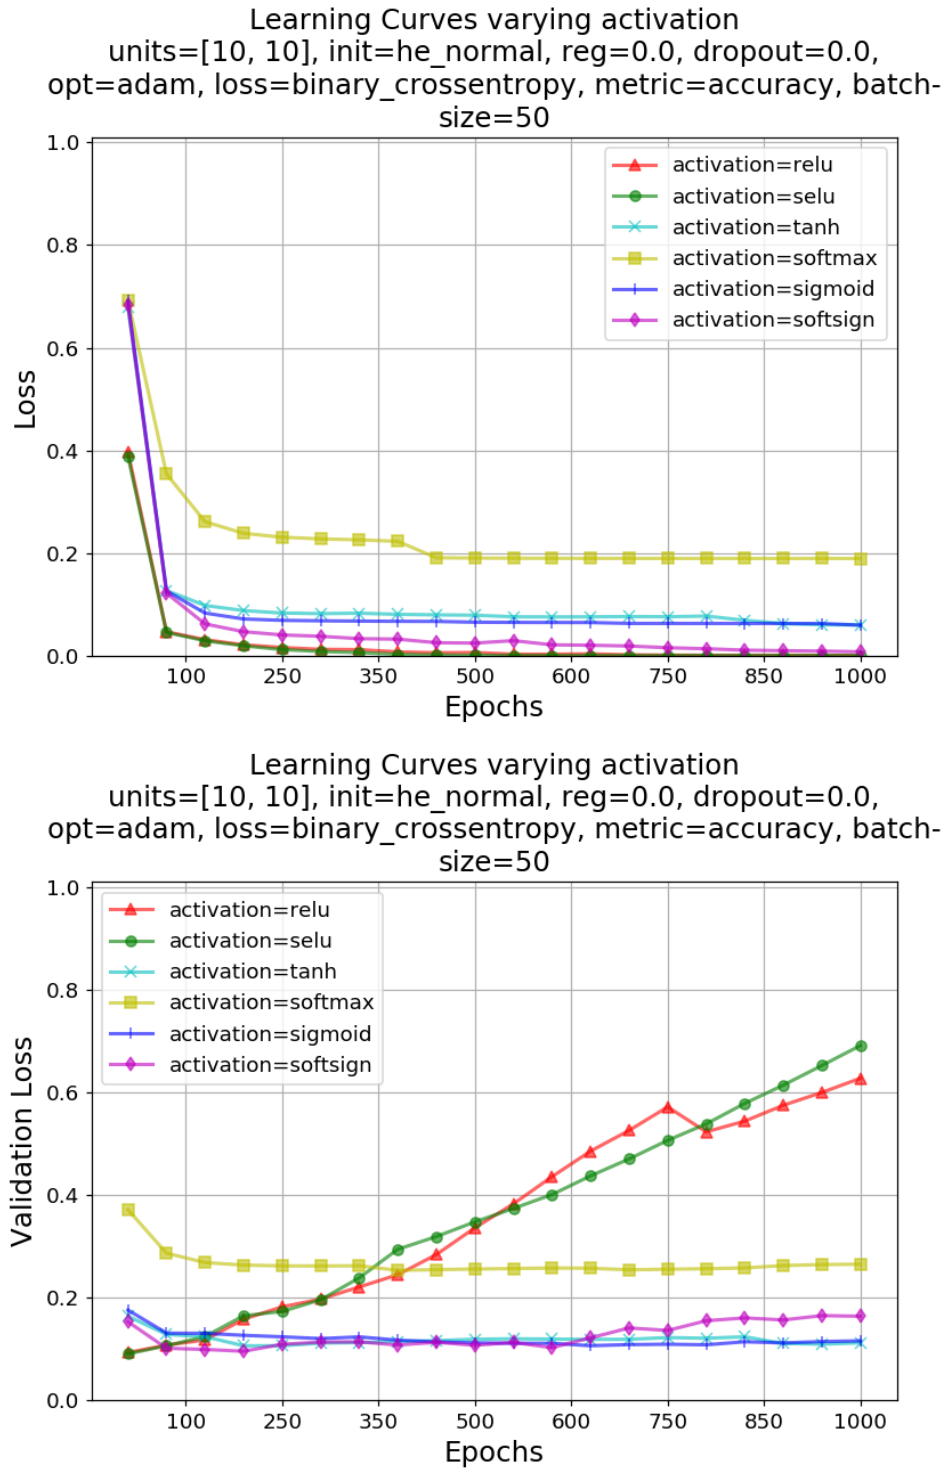 Learning Curves varying activation
units=[10, 10], init=he_normal, reg=0.0, dropout=0.0,
opt=adam, loss=binary_crossentropy, metric=accuracy, batch-
size=50
1.0
0.8
0.6
0.4
0.2
0.0
Loss
activation=relu
activation=selu
activation=tanh
activation=softmax
activation=sigmoid
activation=softsign
100 250 350 500 600 750 850 1000
Epochs
Learning Curves varying activation
units=[10, 10], init=he_normal, reg=0.0, dropout=0.0,
opt=adam, loss=binary_crossentropy, metric=accuracy, batch-
size=50
1.0
0.8
0.6
0.4
0.2
0.0
Validation Loss
activation=relu
activation=selu
activation=tanh
activation=softmax
activation=sigmoid
activation=softsign
100 250 350 500 600 750 850 1000
Epochs